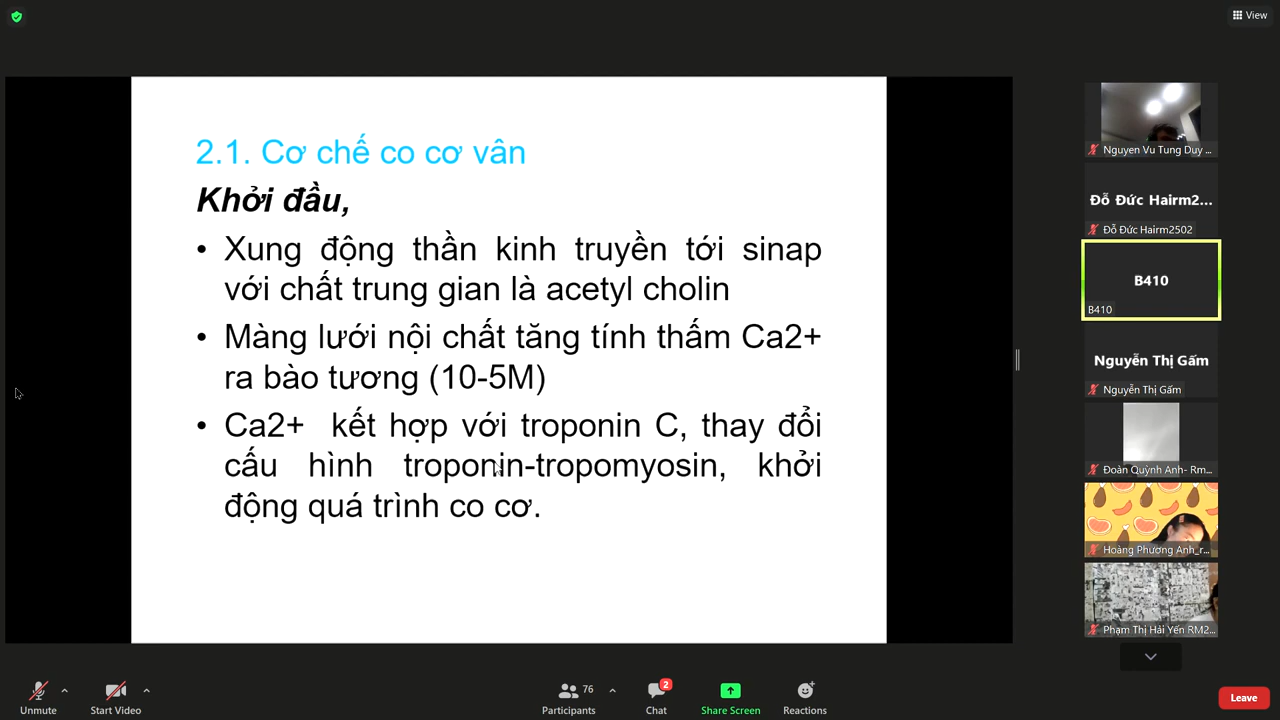 View
2.1. Cơ chế co cơ vân
Khởi đầu,
• Xung động thần kinh truyền tới sinap
với chất trung gian là acetyl cholin
• Màng lưới nội chất tăng tính thấm Ca2+
ra bào tương (10-5M)
• Ca2+ kết hợp với troponin C, thay đổi
cấu hình troponin-tropomyosin, khởi
động quá trình co cơ.
Nguyen Vu Tung Duy ...
Đỗ Đức Hairm2...
Đỗ Đức Hairm2502
B410
B410
Nguyễn Thị Gấm
Nguyễn Thị Gấm
Đoàn Quỳnh Anh- Rm...
Hoàng Phượng Anh_r...
Phạm Thị Hải Yến RM2...
Unmute
Start Video
Participants
76
Chat
2
Share Screen
Reactions
Leave